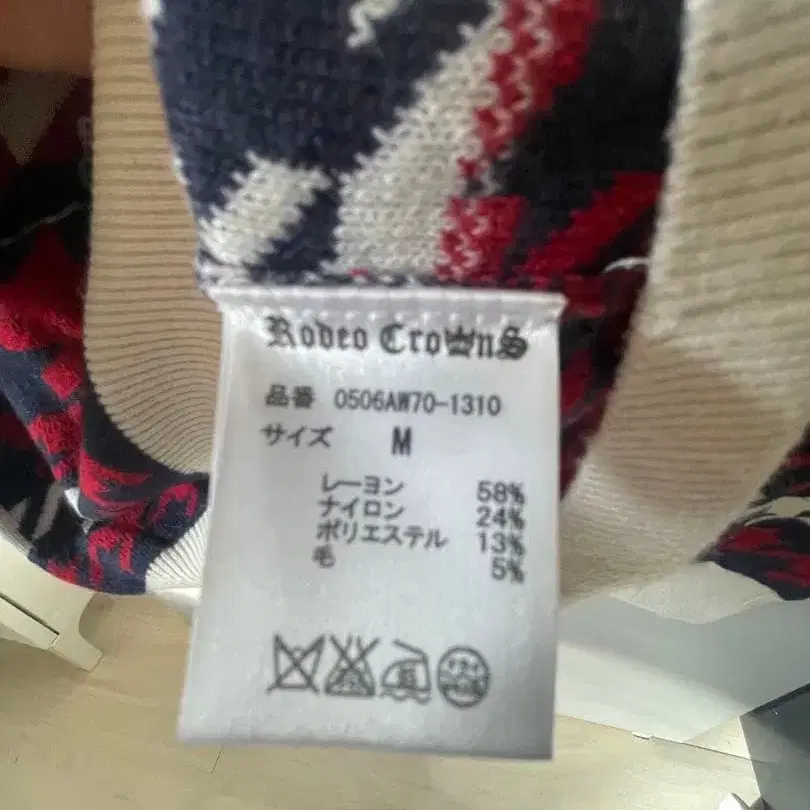 Rodeo Crowns
品番 0506AW70-1310
サイズ M
レーヨン 58%
ナイロン 24%
ポリエステル 13%
毛 5%